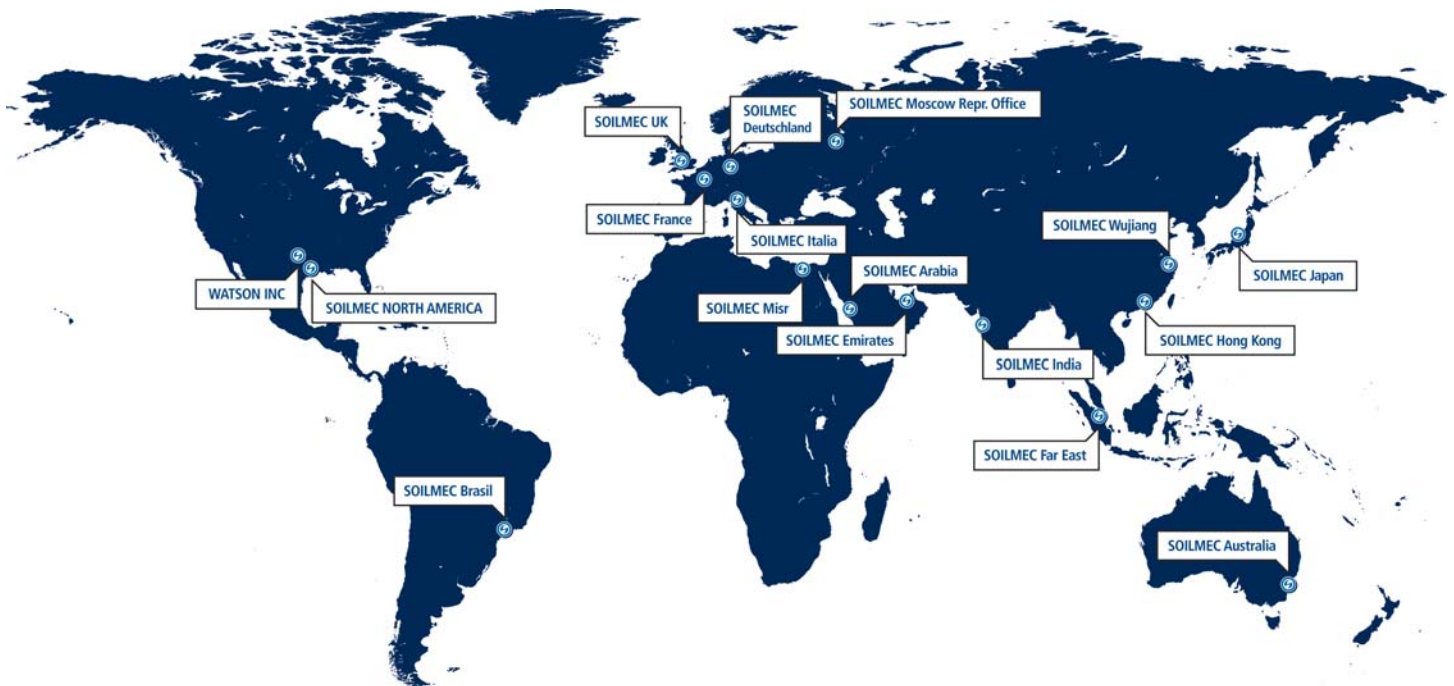 SOILMEC Moscow Repr. Office
SOILMEC
Deutschland
SOILMEC UK
SOILMEC France
SOILMEC Italia
SOILMEC Wujiang
SOILMEC Arabia
SOILMEC Japan
WATSON INC
SOILMEC NORTH AMERICA
SOILMEC Misr
SOILMEC Emirates
SOILMEC Hong Kong
SOILMEC India
SOILMEC Far East
SOILMEC Brasil
SOILMEC Australia